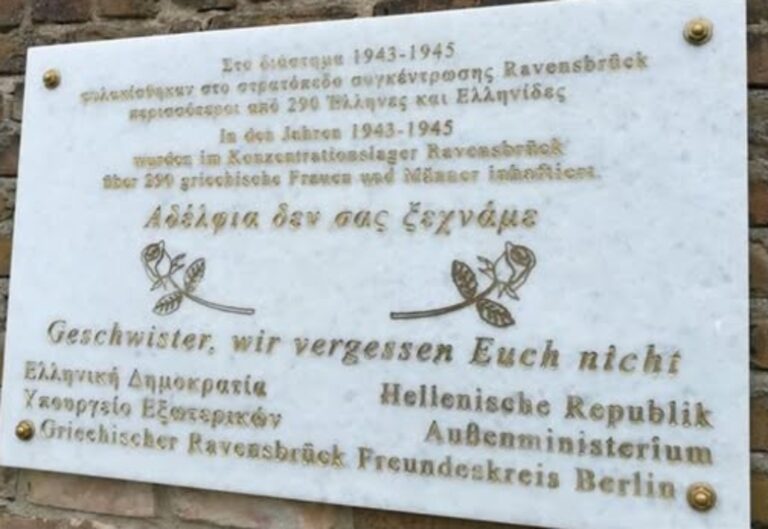 Στο διάστημα 1943-1945
φυλακίσθηκαν στο στρατόπεδο συγκέντρωσης Ravensbrück
περισσότεροι από 290 Έλληνες και Ελληνίδες
In den Jahren 1943-1945
wurden im Konzentrationslager Ravensbrück
über 290 griechische Frauen und Männer inhaftiert.
Αδέλφια δεν σας ξεχνάμε
Geschwister, wir vergessen Euch nicht
Ελληνική Δημοκρατία
Υπουργείο Εξωτερικών
Hellenische Republik
Außenministerium
Griechischer Ravensbrück Freundeskreis Berlin